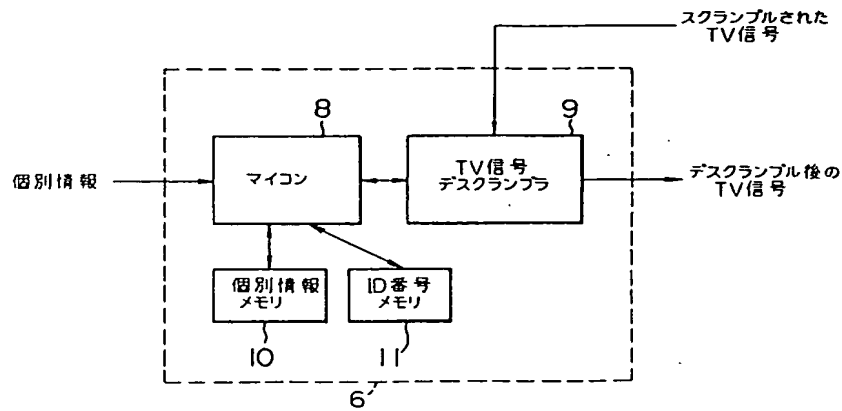 スクランブルされた
TV信号
8
9
個別情報
マイコン
TV信号
デスクランブラ
デスクランブル後の
TV信号
個別情報
メモリ
ID番号
メモリ
10
11
6